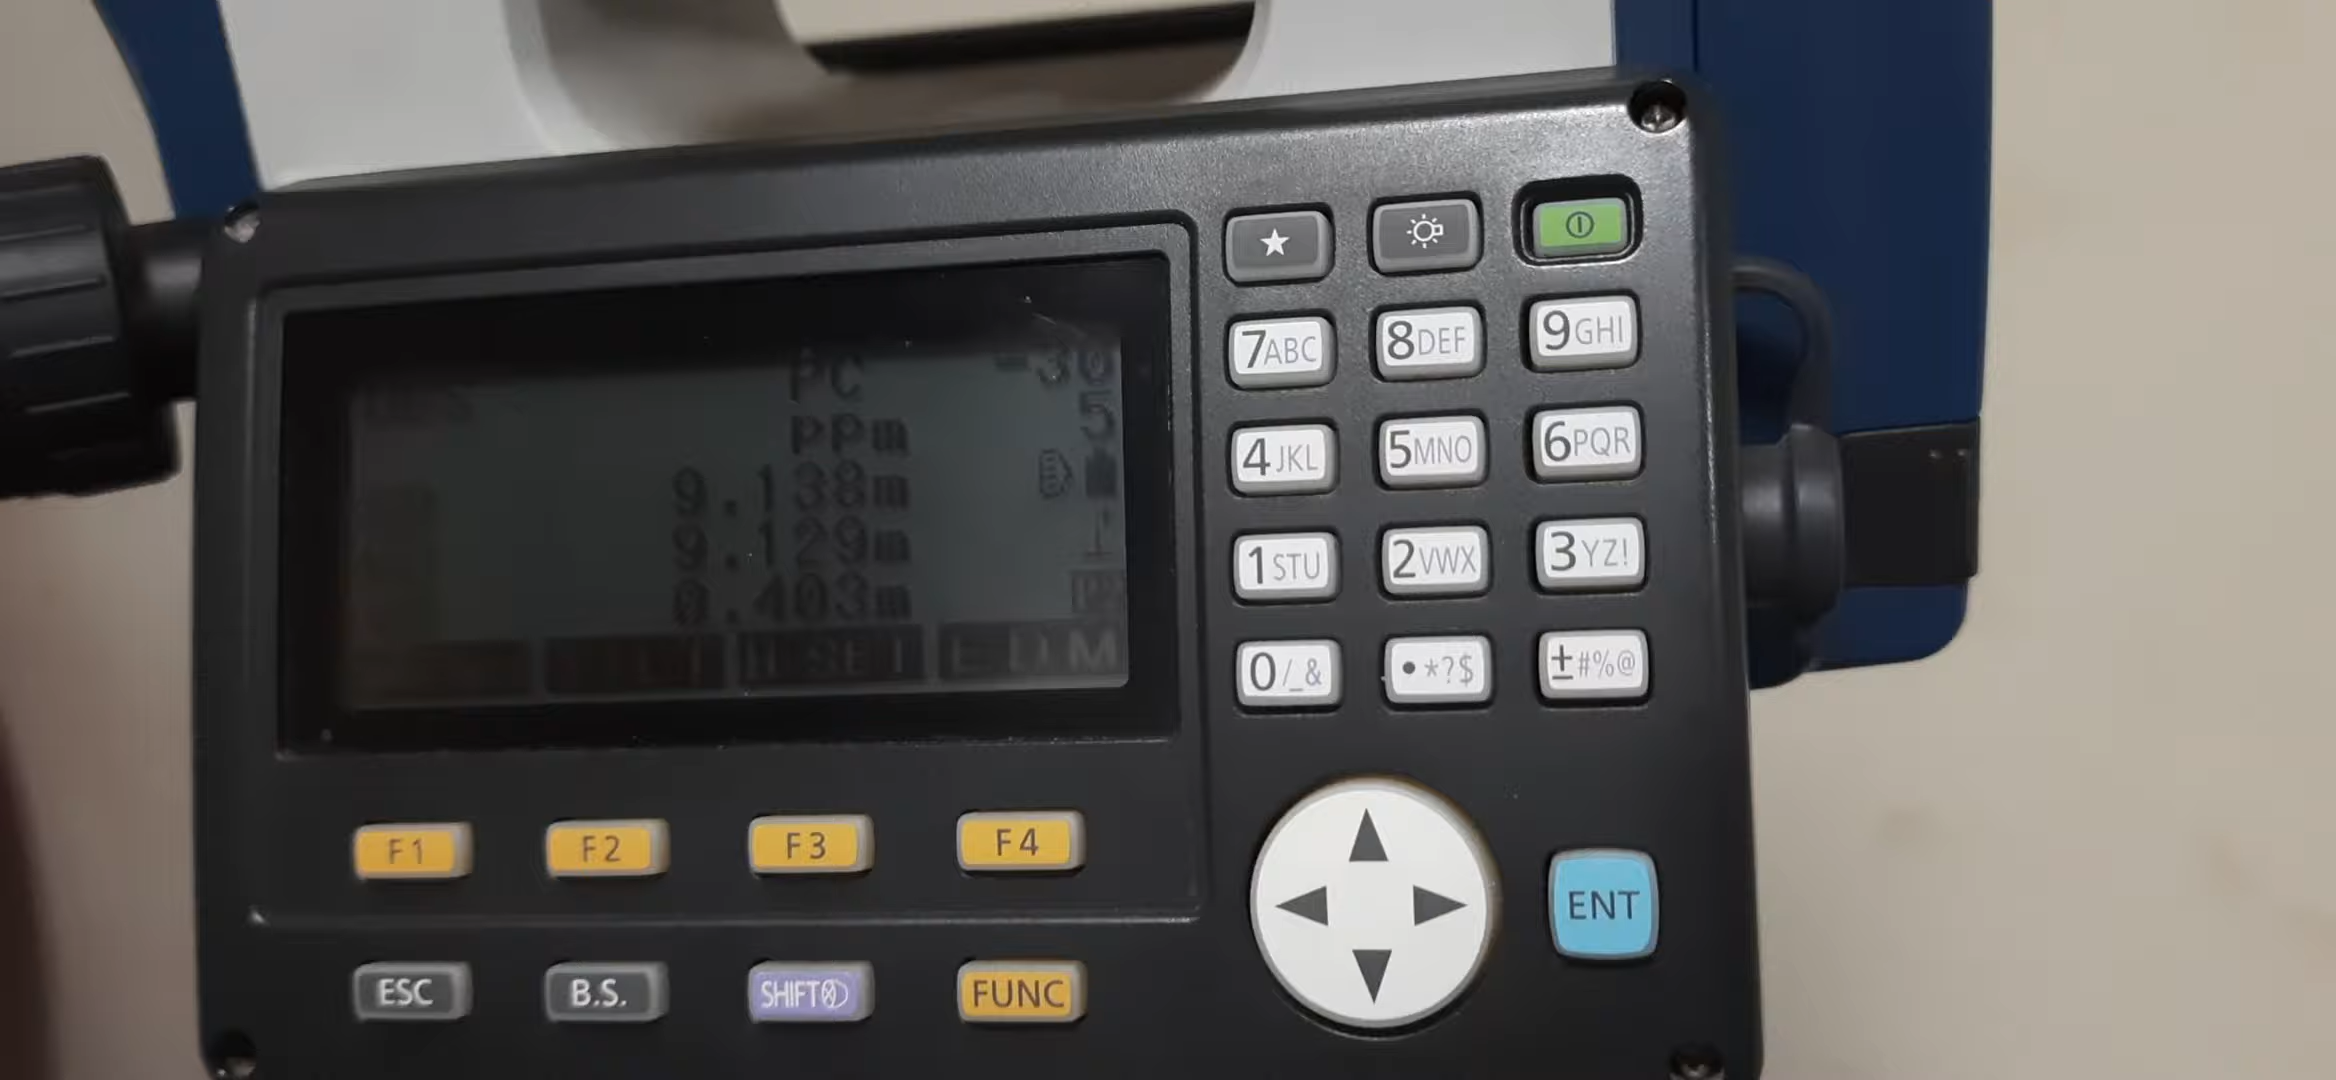 PC -30
ppm 5
9.138m
9.129m
0.403m
EDM
★
7ABC 8DEF 9GHI
4JKL 5MNO 6PQR
1STU 2VWX 3YZ!
0/_& •*?$ ±#%@
F1 F2 F3 F4
ENT
ESC B.S. SHIFT FUNC